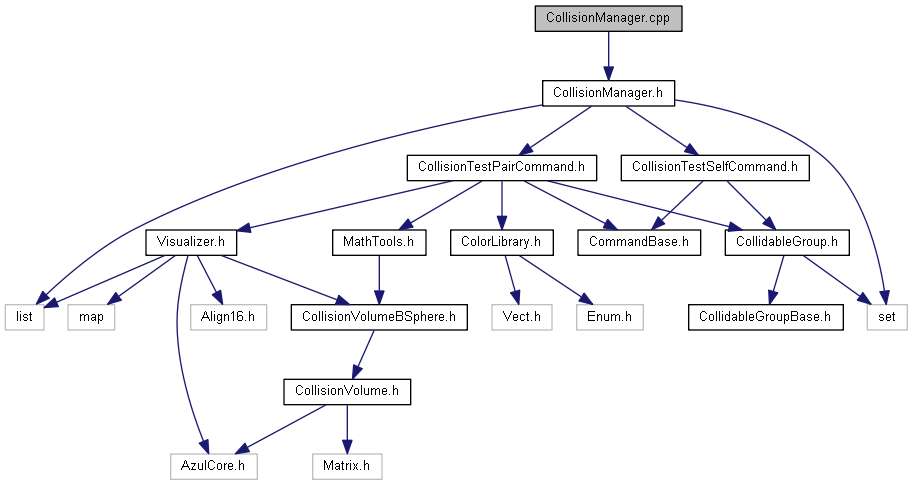 CollisionManager.cpp
CollisionManager.h
CollisionTestPairCommand.h
CollisionTestSelfCommand.h
Visualizer.h
MathTools.h
ColorLibrary.h
CommandBase.h
CollidableGroup.h
list
map
Align16.h
CollisionVolumeBSphere.h
Vect.h
Enum.h
CollidableGroupBase.h
set
CollisionVolume.h
AzulCore.h
Matrix.h